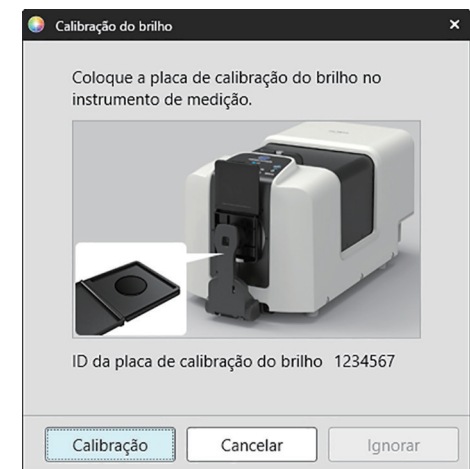 Calibração do brilho
Coloque a placa de calibração do brilho no
instrumento de medição.
ID da placa de calibração do brilho 1234567
Calibração
Cancelar
Ignorar